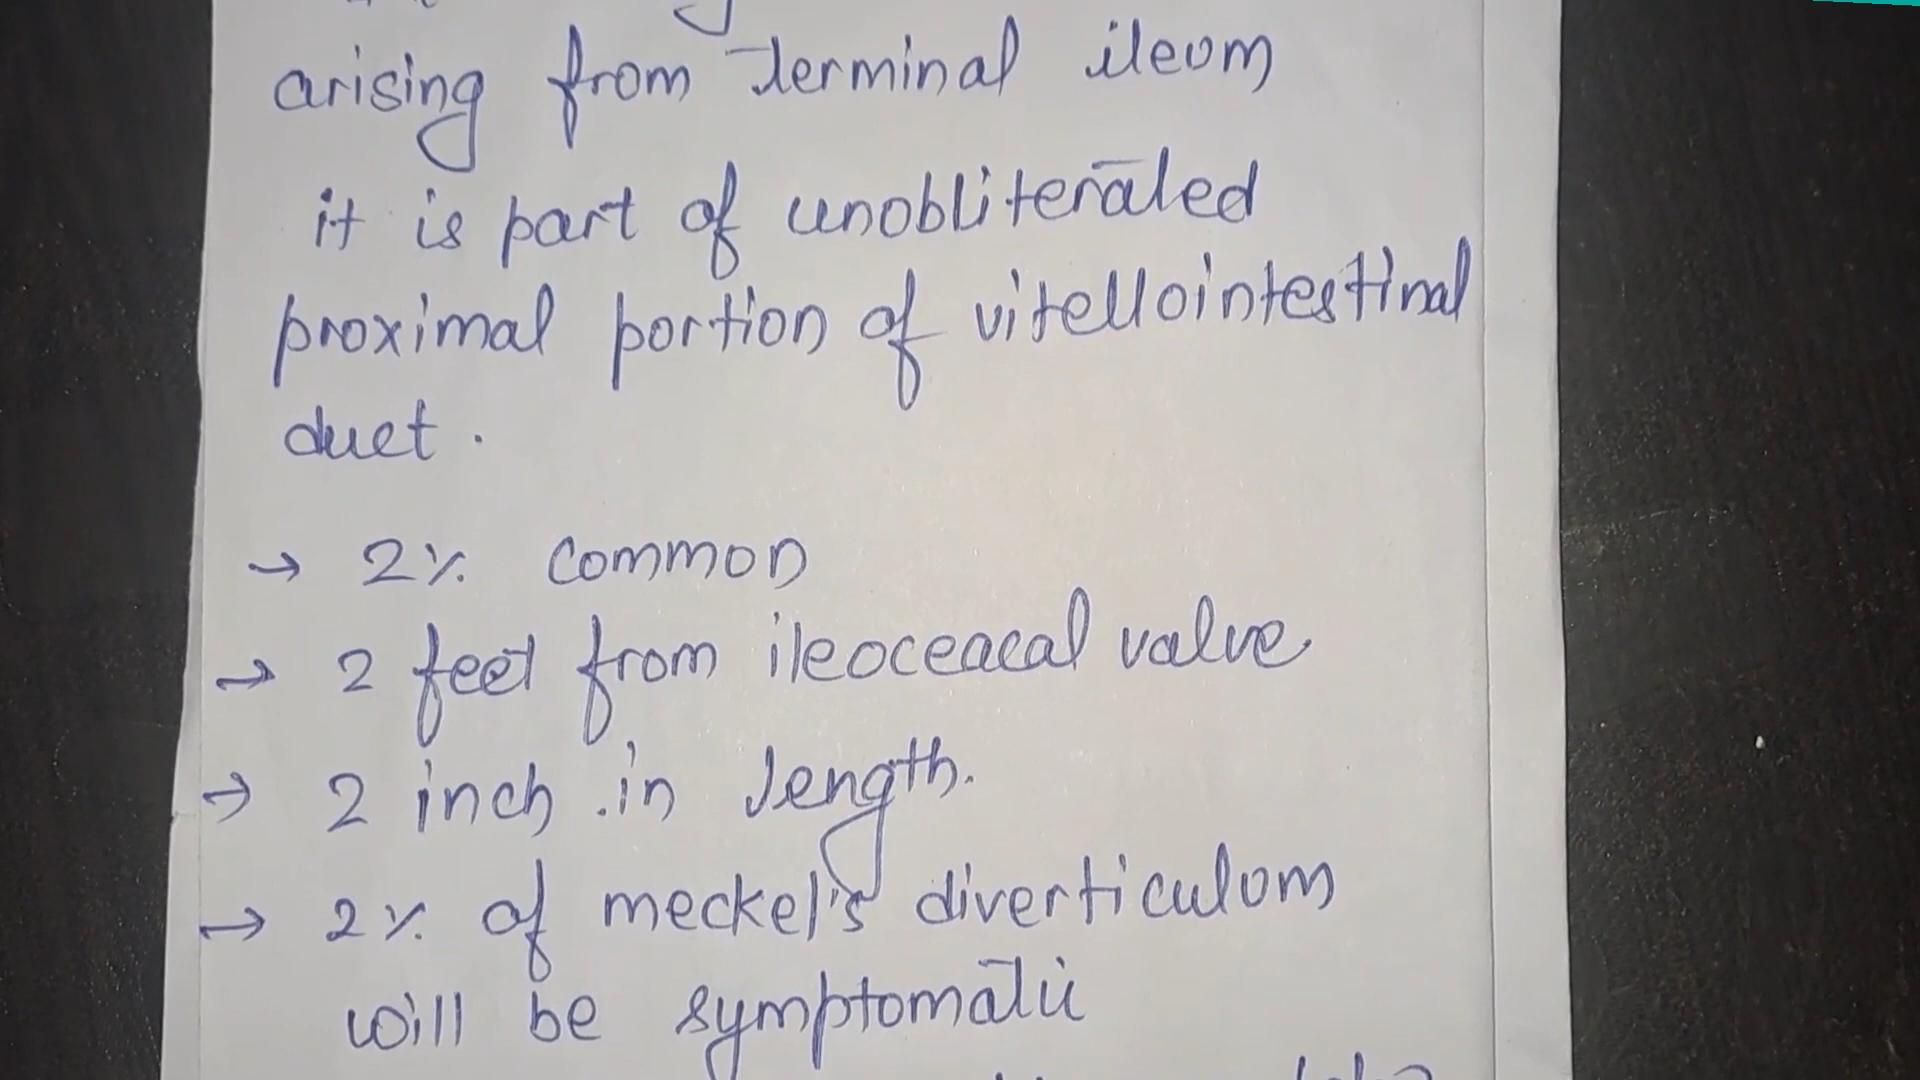 arising from Terminal ileum
it is part of unobliterated
proximal portion of vitellointestinal
duct.
→ 2% common
→ 2 feet from ileoceacal valve
→ 2 inch in length.
→ 2% of meckel's diverticulum
will be symptomatic